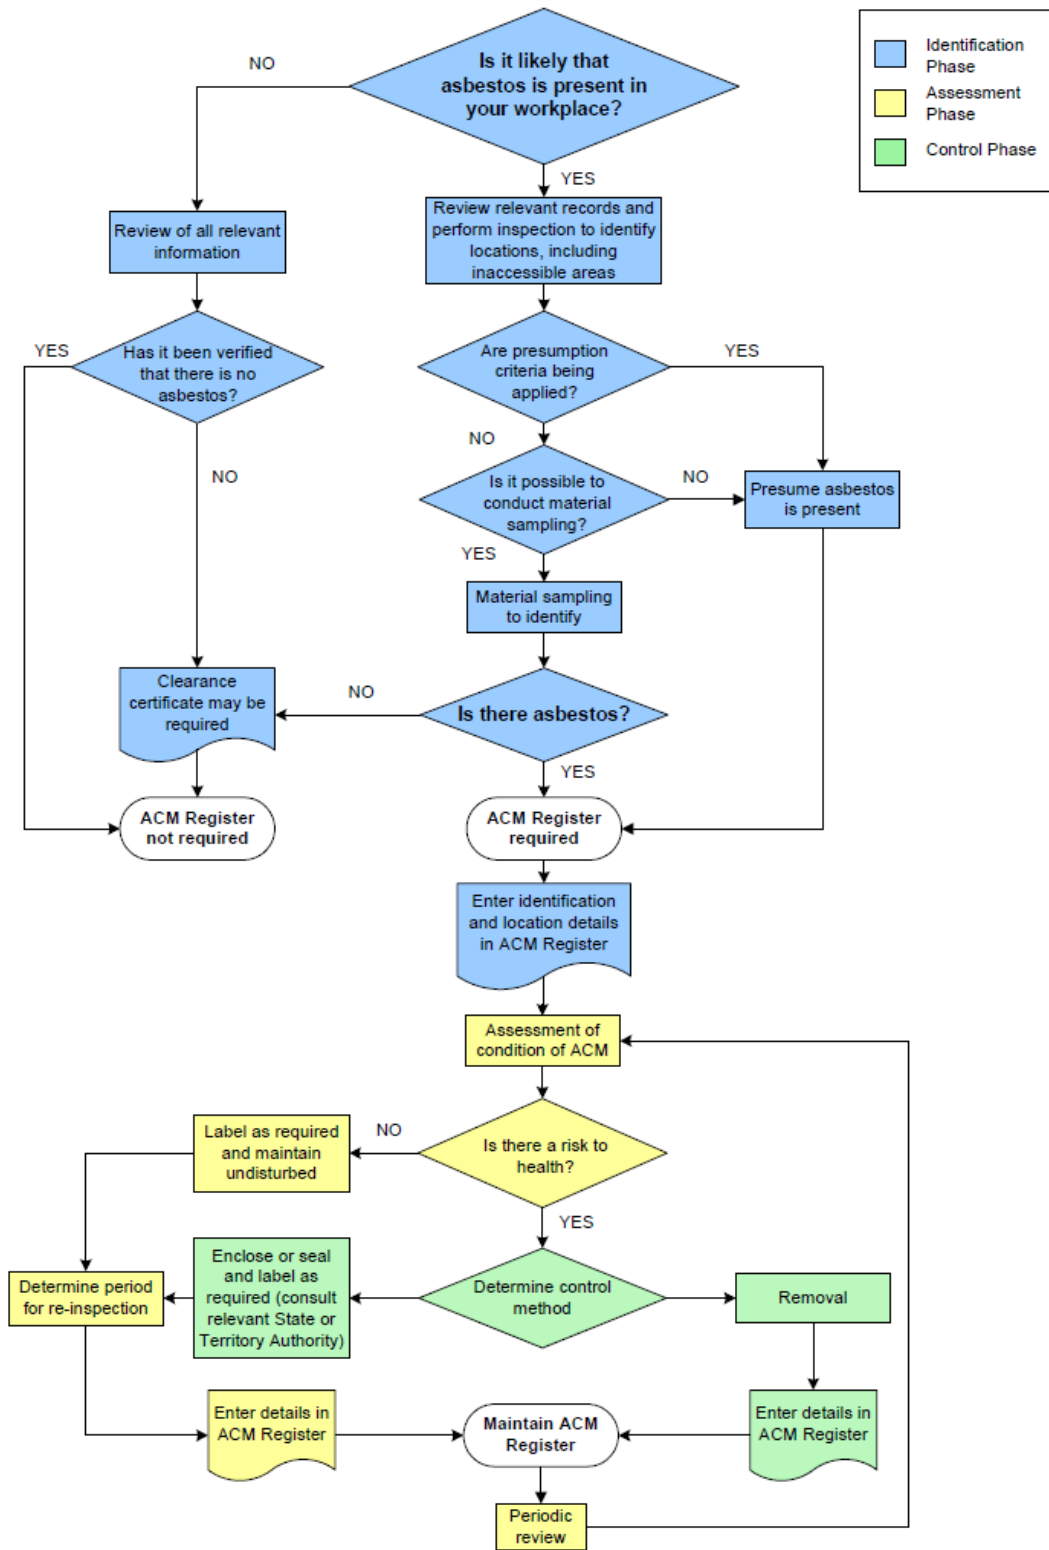 Is it likely that
asbestos is present in
your workplace?
NO
YES
Identification
Phase
Assessment
Phase
Control Phase
Review of all relevant
information
Review relevant records and
perform inspection to identify
locations, including
inaccessible areas
YES
Has it been verified
that there is no
asbestos?
NO
Are presumption
criteria being
applied?
YES
NO
Is it possible to
conduct material
sampling?
NO
Presume asbestos
is present
YES
Material sampling
to identify
Clearance
certificate may be
required
NO
Is there asbestos?
YES
ACM Register
not required
ACM Register
required
Enter identification
and location details
in ACM Register
Assessment of
condition of ACM
Label as required
and maintain
undisturbed
NO
Is there a risk to
health?
YES
Determine period
for re-inspection
Enclose or seal
and label as
required (consult
relevant State or
Territory Authority)
Determine control
method
Removal
Enter details in
ACM Register
Maintain ACM
Register
Enter details in
ACM Register
Periodic
review